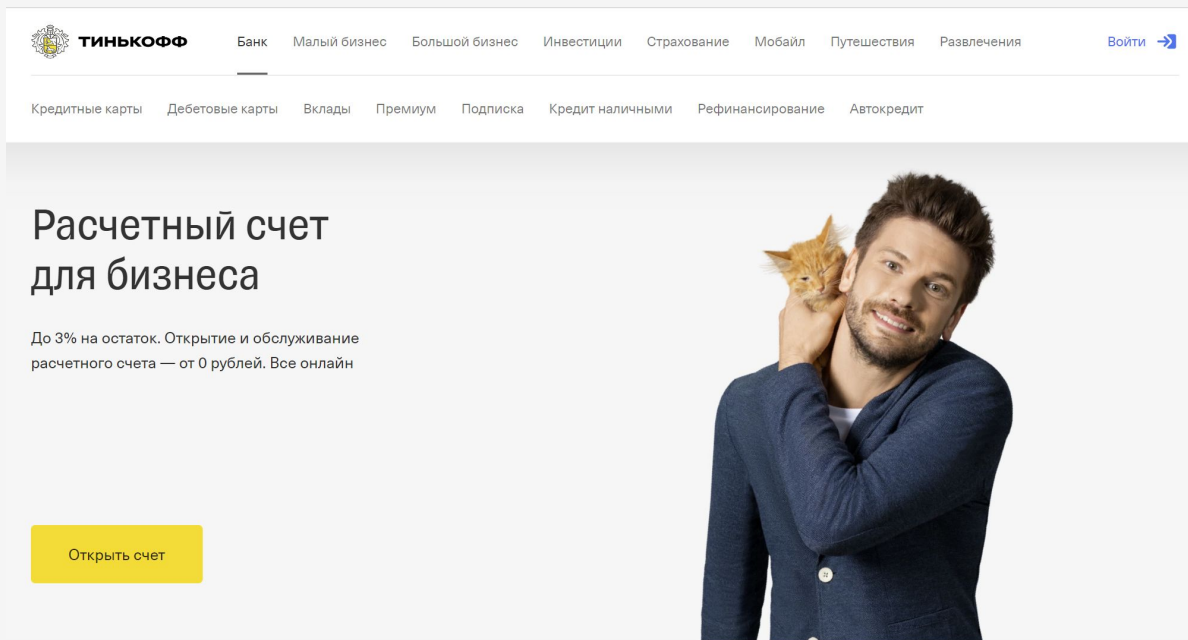 ТИНЬКОФФ Банк Малый бизнес Большой бизнес Инвестиции Страхование Мобайл Путешествия Развлечения Войти
Кредитные карты Дебетовые карты Вклады Премиум Подписка Кредит наличными Рефинансирование Автокредит
Расчетный счет
для бизнеса
До 3% на остаток. Открытие и обслуживание
расчетного счета — от 0 рублей. Все онлайн
Открыть счет